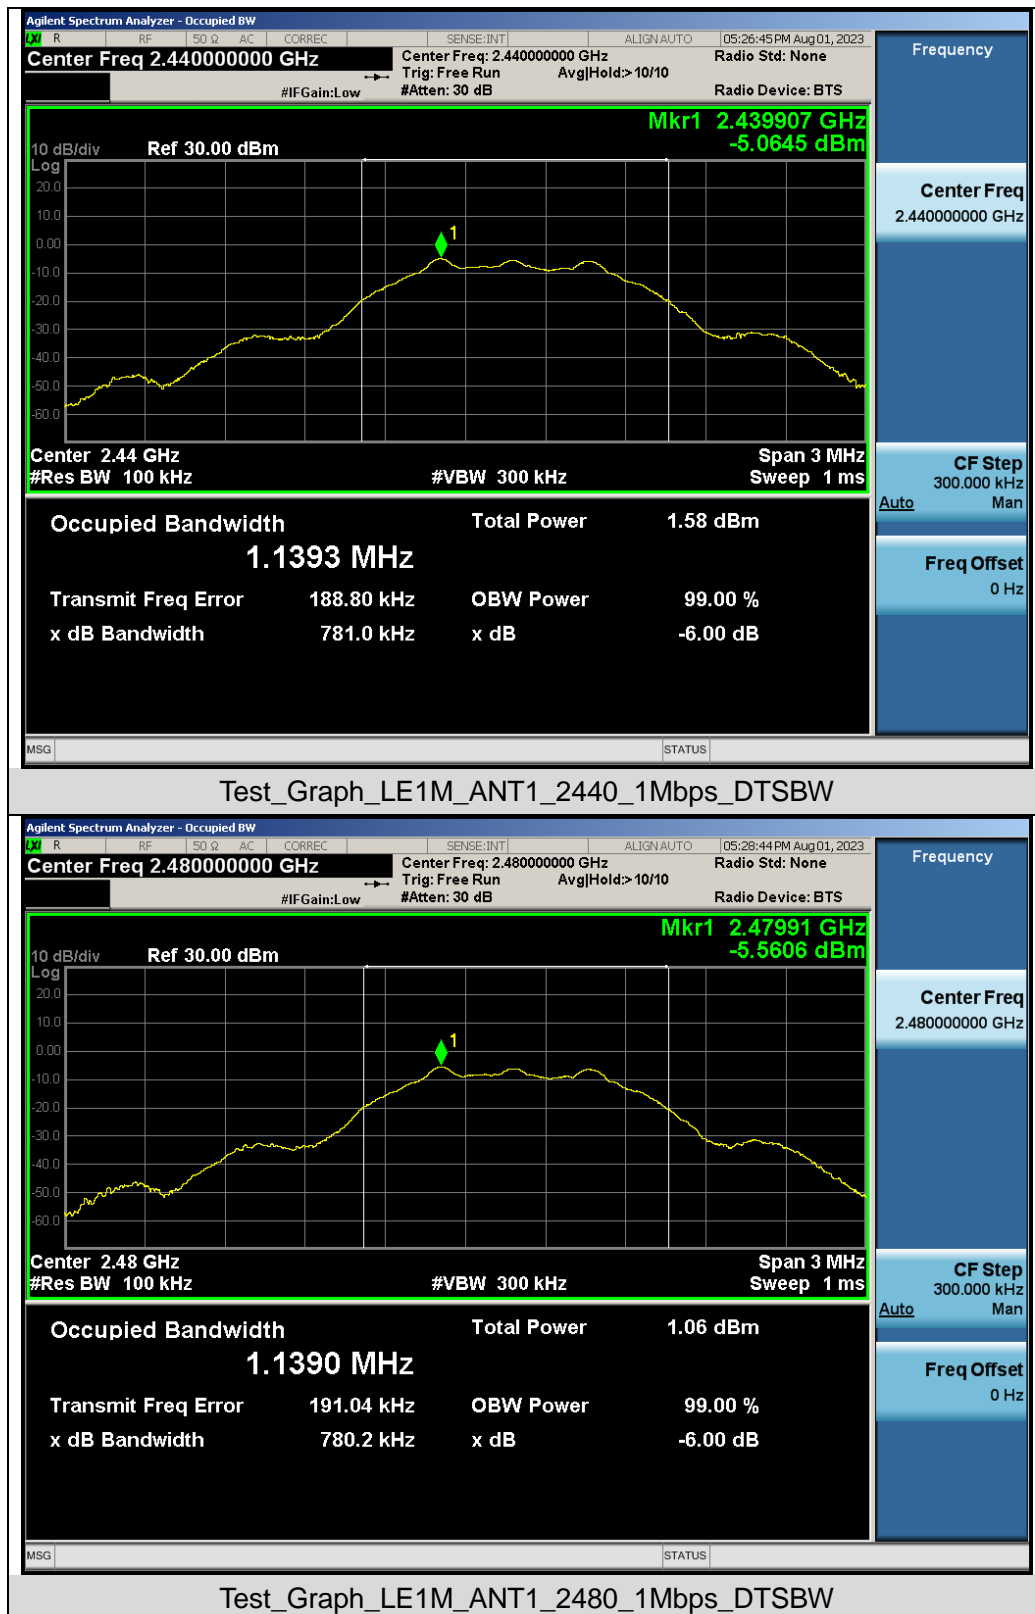 Agilent Spectrum Analyzer - Occupied BW
LXI R RF 50 Ω AC CORREC SENSE:INT ALIGN AUTO 05:26:45 PM Aug 01, 2023
Center Freq 2.440000000 GHz
Center Freq: 2.440000000 GHz
Radio Std: None
Trig: Free Run Avg|Hold:> 10/10
#IFGain:Low #Atten: 30 dB Radio Device: BTS
Frequency
Mkr1 2.439907 GHz
-5.0645 dBm
10 dB/div Ref 30.00 dBm
Log
20.0
10.0
0.00
-10.0
-20.0
-30.0
-40.0
-50.0
-60.0
1
Center Freq
2.440000000 GHz
Center 2.44 GHz Span 3 MHz
#Res BW 100 kHz #VBW 300 kHz Sweep 1 ms
CF Step
300.000 kHz
Auto Man
Occupied Bandwidth Total Power 1.58 dBm
1.1393 MHz
Transmit Freq Error 188.80 kHz OBW Power 99.00 %
x dB Bandwidth 781.0 kHz x dB -6.00 dB
Freq Offset
0 Hz
MSG STATUS
Test_Graph_LE1M_ANT1_2440_1Mbps_DTSBW
Agilent Spectrum Analyzer - Occupied BW
LXI R RF 50 Ω AC CORREC SENSE:INT ALIGN AUTO 05:28:44 PM Aug 01, 2023
Center Freq 2.480000000 GHz
Center Freq: 2.480000000 GHz
Radio Std: None
Trig: Free Run Avg|Hold:> 10/10
#IFGain:Low #Atten: 30 dB Radio Device: BTS
Frequency
Mkr1 2.47991 GHz
-5.5606 dBm
10 dB/div Ref 30.00 dBm
Log
20.0
10.0
0.00
-10.0
-20.0
-30.0
-40.0
-50.0
-60.0
1
Center Freq
2.480000000 GHz
Center 2.48 GHz Span 3 MHz
#Res BW 100 kHz #VBW 300 kHz Sweep 1 ms
CF Step
300.000 kHz
Auto Man
Occupied Bandwidth Total Power 1.06 dBm
1.1390 MHz
Transmit Freq Error 191.04 kHz OBW Power 99.00 %
x dB Bandwidth 780.2 kHz x dB -6.00 dB
Freq Offset
0 Hz
MSG STATUS
Test_Graph_LE1M_ANT1_2480_1Mbps_DTSBW